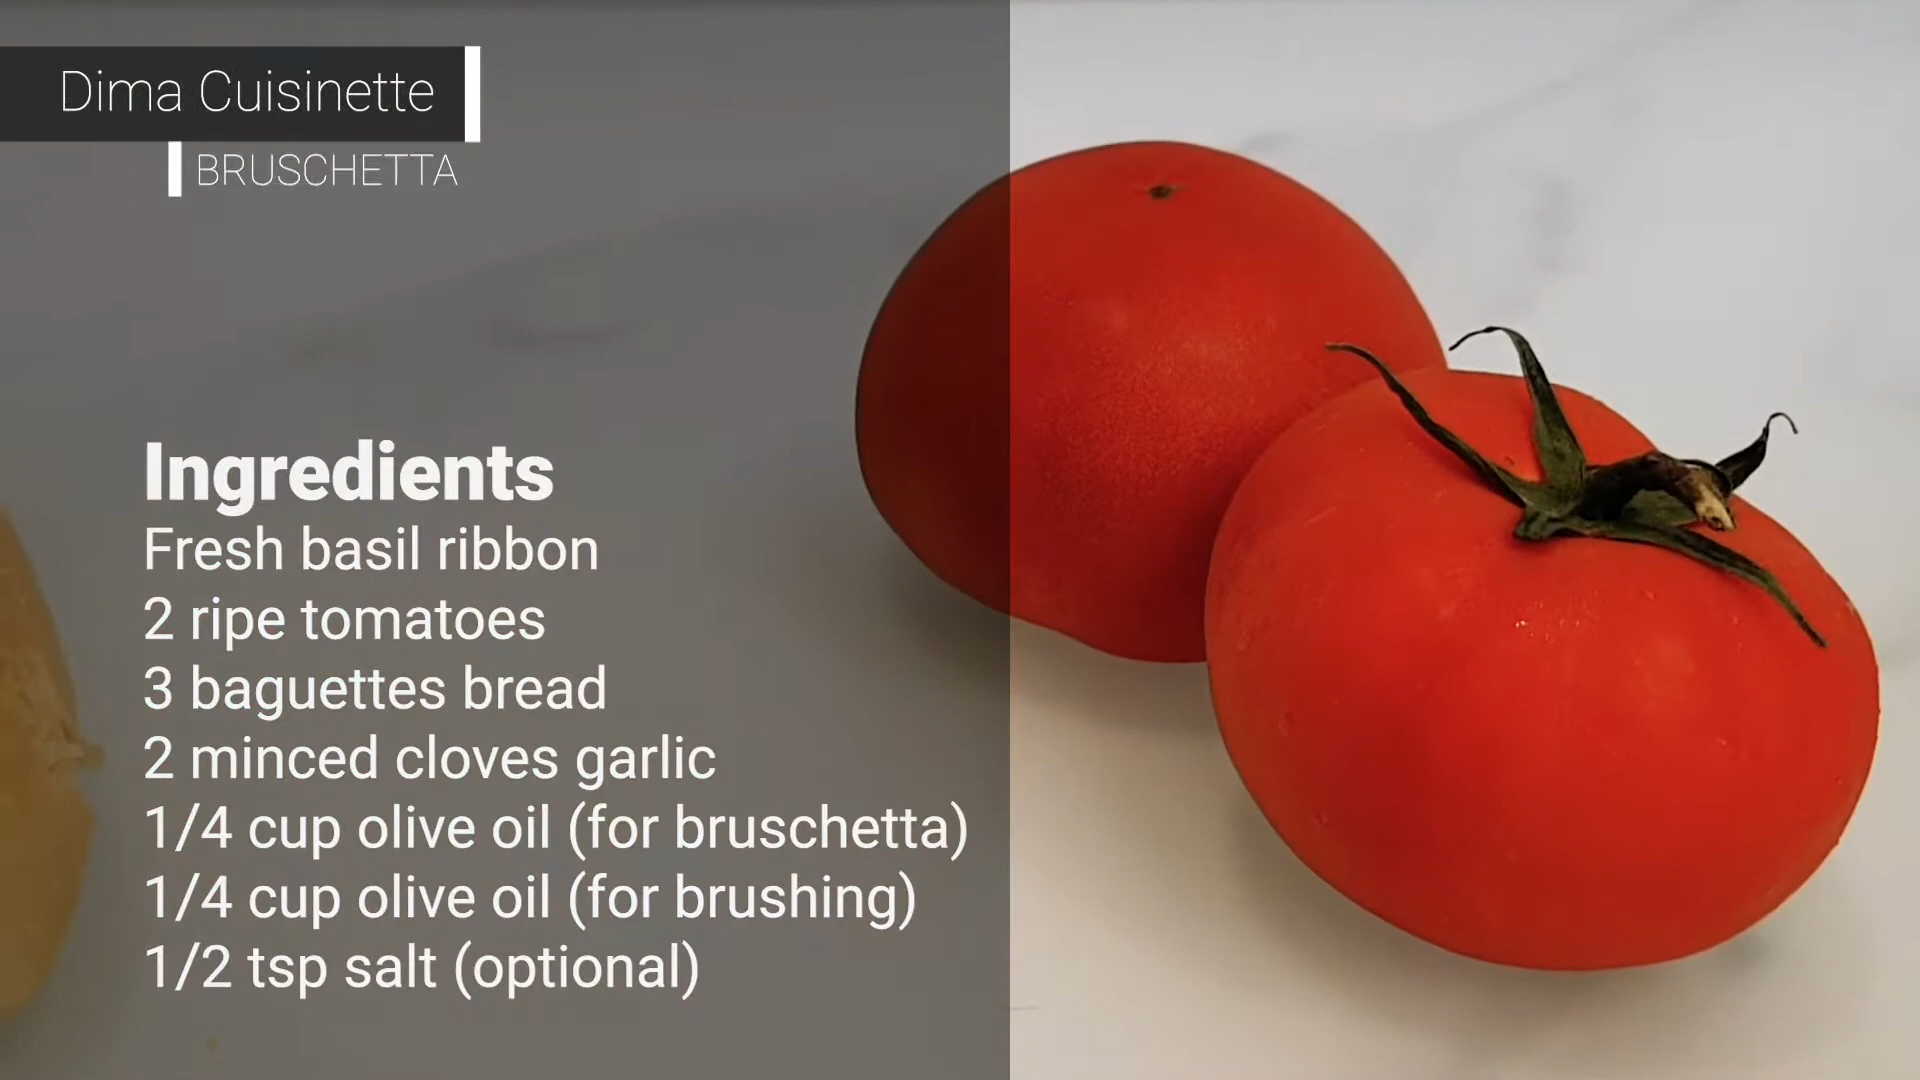 Dima Cuisinette
BRUSCHETTA
Ingredients
Fresh basil ribbon
2 ripe tomatoes
3 baguettes bread
2 minced cloves garlic
1/4 cup olive oil (for bruschetta)
1/4 cup olive oil (for brushing)
1/2 tsp salt (optional)